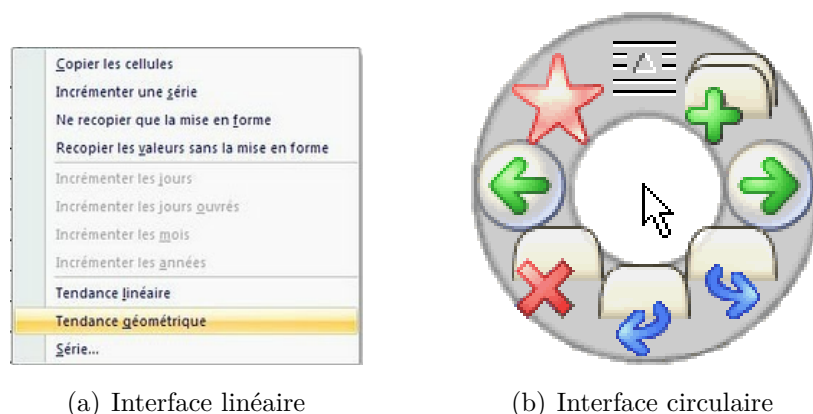 Copier les cellules
Incrémenter une série
Ne recopier que la mise en forme
Recopier les valeurs sans la mise en forme
Incrémenter les jours
Incrémenter les jours ouvrés
Incrémenter les mois
Incrémenter les années
Tendance linéaire
Tendance géométrique
Série...
(a) Interface linéaire
(b) Interface circulaire